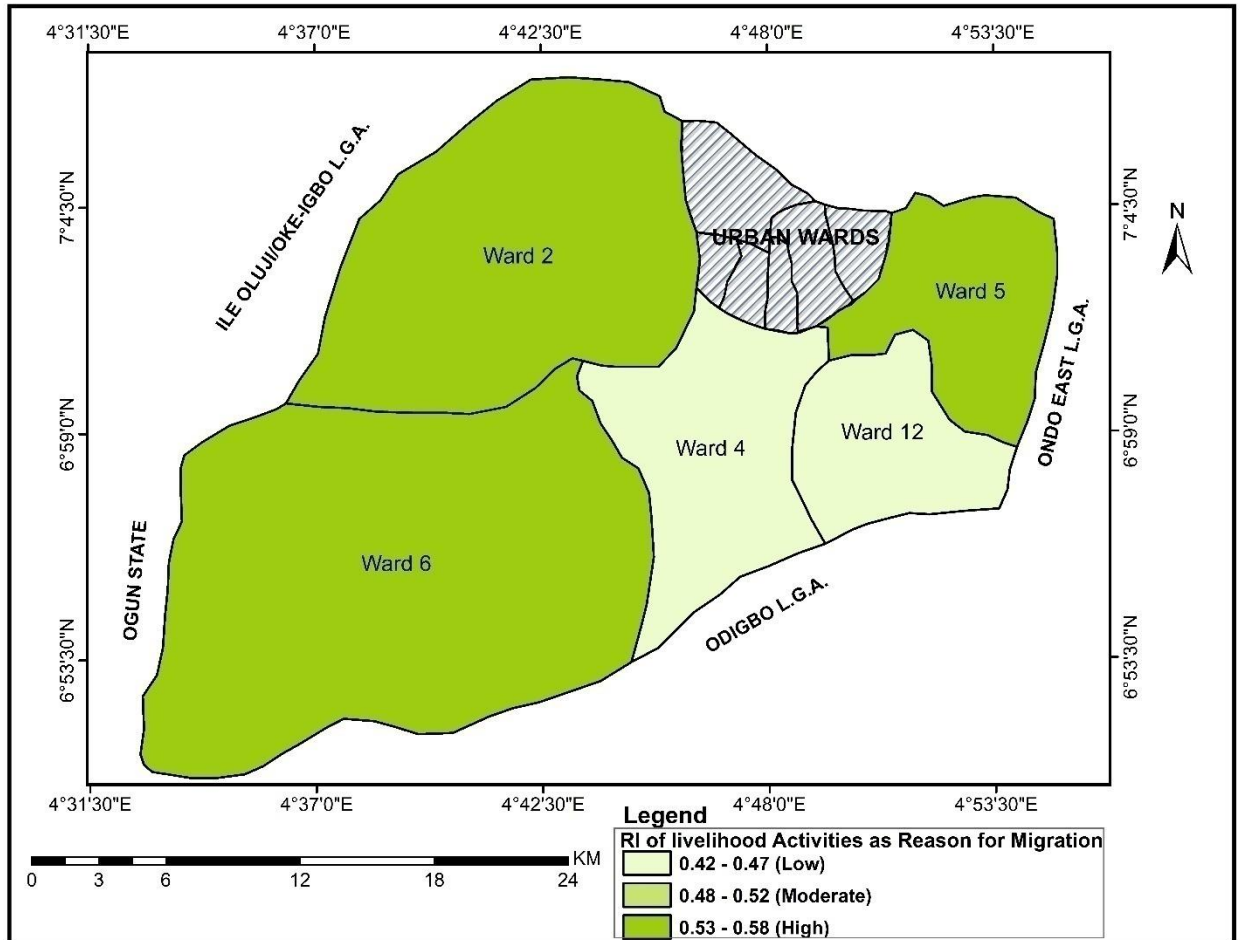 4°31'30"E 4°37'0"E 4°42'30"E 4°48'0"E 4°53'30"E
7°4'30"N
6°59'0"N
6°53'30"N
ILE OLUJI/OKE-IGBO L.G.A.
OGUN STATE
Ward 2
URBAN WARDS
Ward 5
Ward 4
Ward 12
Ward 6
ONDO EAST L.G.A.
ODIGBO L.G.A.
N
7°4'30"N
6°59'0"N
6°53'30"N
4°31'30"E 4°37'0"E 4°42'30"E 4°48'0"E 4°53'30"E
KM
0 3 6 12 18 24
Legend
RI of livelihood Activities as Reason for Migration
0.42 - 0.47 (Low)
0.48 - 0.52 (Moderate)
0.53 - 0.58 (High)